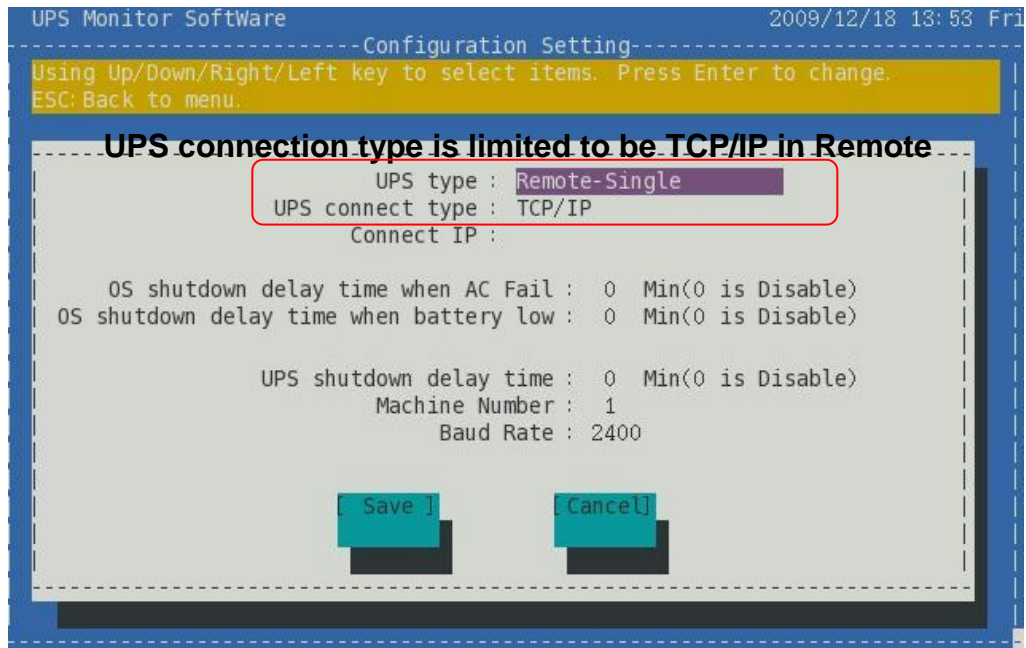 UPS Monitor SoftWare 2009/12/18 13:53 Fri
Configuration Setting
Using Up/Down/Right/Left key to select items. Press Enter to change.
ESC:Back to menu.
UPS connection type is limited to be TCP/IP in Remote
UPS type : Remote-Single
UPS connect type : TCP/IP
Connect IP :
OS shutdown delay time when AC Fail : 0 Min(0 is Disable)
OS shutdown delay time when battery low : 0 Min(0 is Disable)
UPS shutdown delay time : 0 Min(0 is Disable)
Machine Number : 1
Baud Rate : 2400
[ Save ] [Cancel]